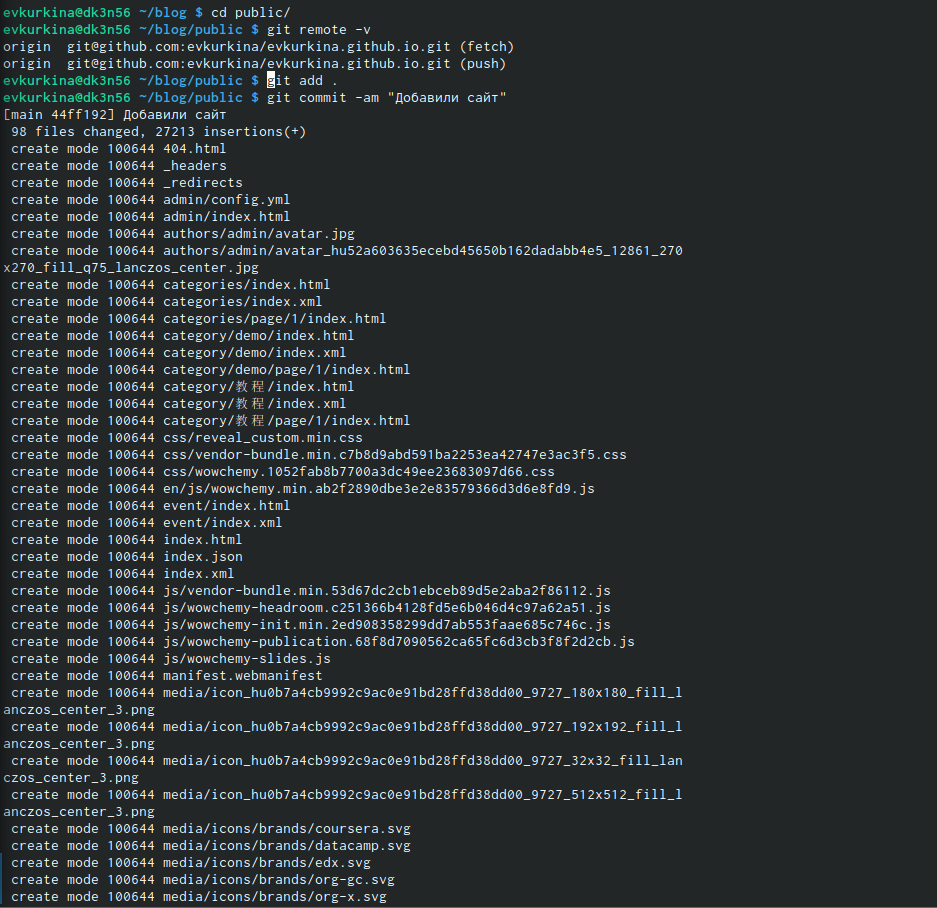 evkurkina@dk3n56 ~/blog $ cd public/
evkurkina@dk3n56 ~/blog/public $ git remote -v
origin  git@github.com:evkurkina/evkurkina.github.io.git (fetch)
origin  git@github.com:evkurkina/evkurkina.github.io.git (push)
evkurkina@dk3n56 ~/blog/public $ git add .
evkurkina@dk3n56 ~/blog/public $ git commit -am "Добавили сайт"
[main 44ff192] Добавили сайт
 98 files changed, 27213 insertions(+)
 create mode 100644 404.html
 create mode 100644 _headers
 create mode 100644 _redirects
 create mode 100644 admin/config.yml
 create mode 100644 admin/index.html
 create mode 100644 authors/admin/avatar.jpg
 create mode 100644 authors/admin/avatar_hu52a603635ecebd45650b162dadabb4e5_12861_270
x270_fill_q75_lanczos_center.jpg
 create mode 100644 categories/index.html
 create mode 100644 categories/index.xml
 create mode 100644 categories/page/1/index.html
 create mode 100644 category/demo/index.html
 create mode 100644 category/demo/index.xml
 create mode 100644 category/demo/page/1/index.html
 create mode 100644 category/教程/index.html
 create mode 100644 category/教程/index.xml
 create mode 100644 category/教程/page/1/index.html
 create mode 100644 css/reveal_custom.min.css
 create mode 100644 css/vendor-bundle.min.c7b8d9abd591ba2253ea42747e3ac3f5.css
 create mode 100644 css/wowchemy.1052fab8b7700a3dc49ee23683097d66.css
 create mode 100644 en/js/wowchemy.min.ab2f2890dbe3e2e83579366d3d6e8fd9.js
 create mode 100644 event/index.html
 create mode 100644 event/index.xml
 create mode 100644 index.html
 create mode 100644 index.json
 create mode 100644 index.xml
 create mode 100644 js/vendor-bundle.min.53d67dc2cb1ebceb89d5e2aba2f86112.js
 create mode 100644 js/wowchemy-headroom.c251366b4128fd5e6b046d4c97a62a51.js
 create mode 100644 js/wowchemy-init.min.2ed908358299dd7ab553faae685c746c.js
 create mode 100644 js/wowchemy-publication.68f8d7090562ca65fc6d3cb3f8f2d2cb.js
 create mode 100644 js/wowchemy-slides.js
 create mode 100644 manifest.webmanifest
 create mode 100644 media/icon_hu0b7a4cb9992c9ac0e91bd28ffd38dd00_9727_180x180_fill_l
anczos_center_3.png
 create mode 100644 media/icon_hu0b7a4cb9992c9ac0e91bd28ffd38dd00_9727_192x192_fill_l
anczos_center_3.png
 create mode 100644 media/icon_hu0b7a4cb9992c9ac0e91bd28ffd38dd00_9727_32x32_fill_lan
czos_center_3.png
 create mode 100644 media/icon_hu0b7a4cb9992c9ac0e91bd28ffd38dd00_9727_512x512_fill_l
anczos_center_3.png
 create mode 100644 media/icons/brands/coursera.svg
 create mode 100644 media/icons/brands/datacamp.svg
 create mode 100644 media/icons/brands/edx.svg
 create mode 100644 media/icons/brands/org-gc.svg
 create mode 100644 media/icons/brands/org-x.svg